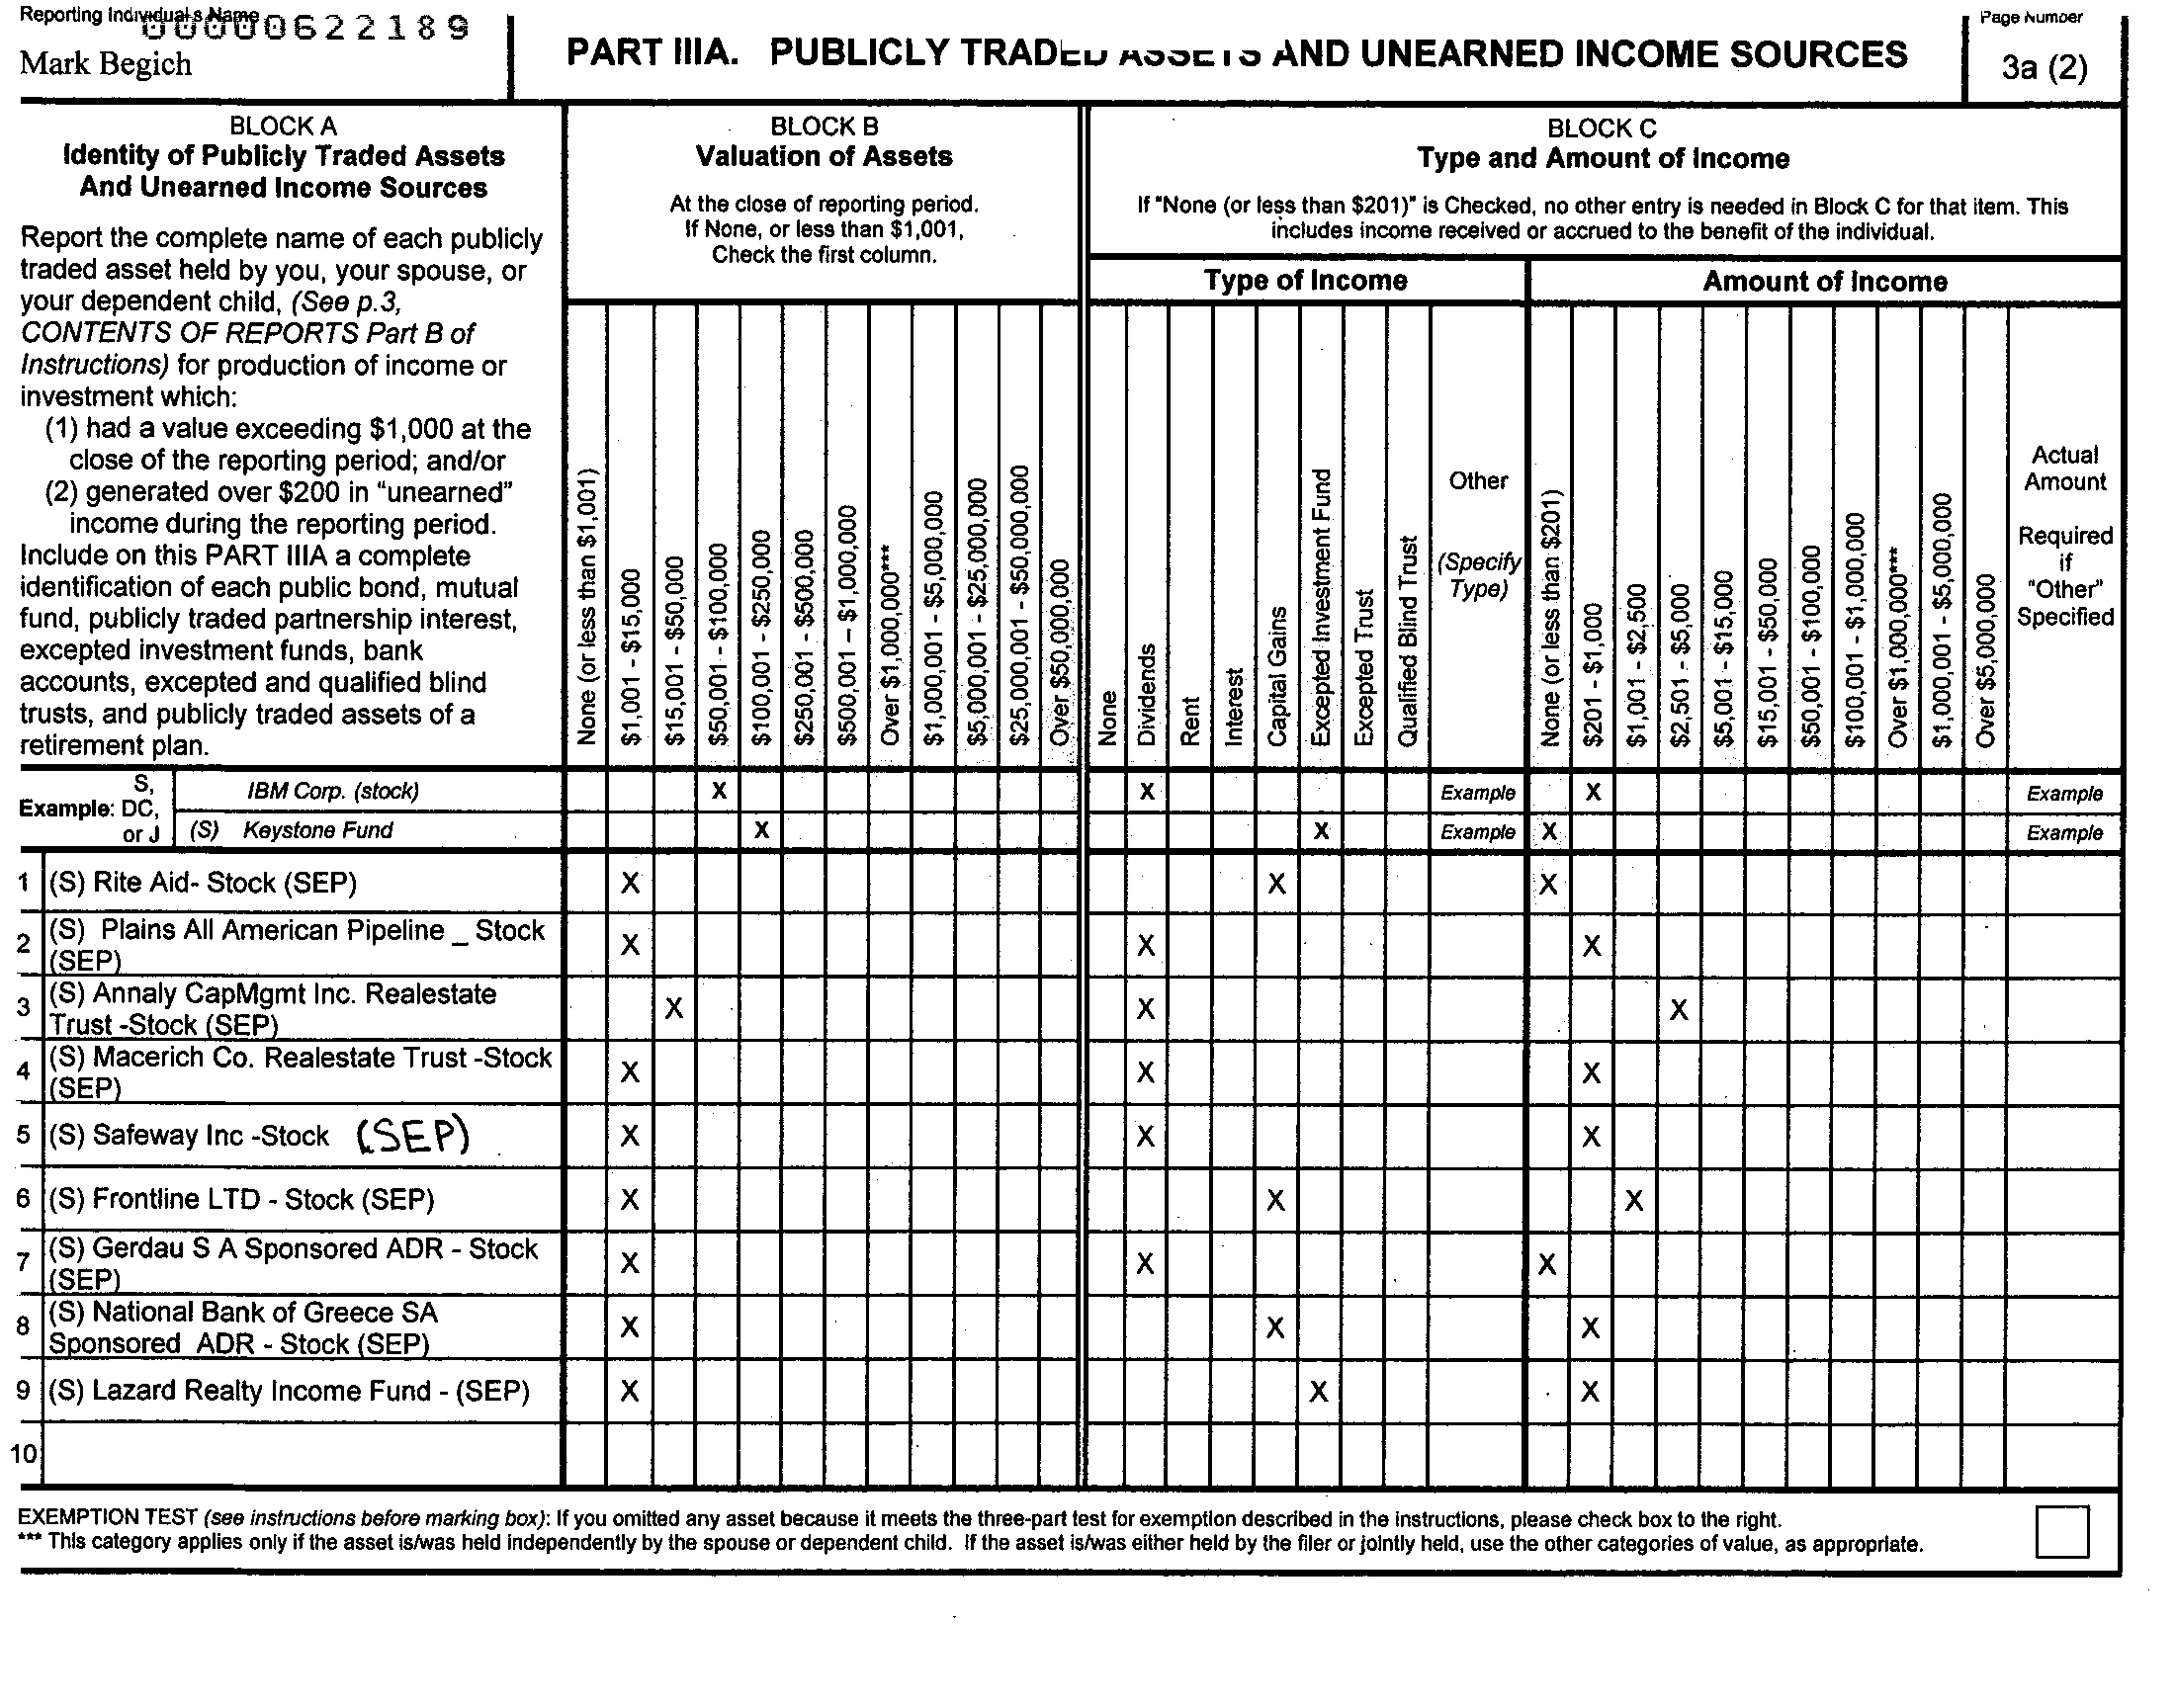 Reporting Individual's Name
00000622189
Mark Begich
PART IIIA. PUBLICLY TRADED ASSETS AND UNEARNED INCOME SOURCES
Page Number
3a (2)
BLOCK A
Identity of Publicly Traded Assets
And Unearned Income Sources
Report the complete name of each publicly
traded asset held by you, your spouse, or
your dependent child, (See p.3,
CONTENTS OF REPORTS Part B of
Instructions) for production of income or
investment which:
(1) had a value exceeding $1,000 at the
close of the reporting period; and/or
(2) generated over $200 in "unearned"
income during the reporting period.
Include on this PART IIIA a complete
identification of each public bond, mutual
fund, publicly traded partnership interest,
excepted investment funds, bank
accounts, excepted and qualified blind
trusts, and publicly traded assets of a
retirement plan.
BLOCK B
Valuation of Assets
At the close of reporting period.
If None, or less than $1,001,
Check the first column.
None (or less than $1,001)
$1,001 - $15,000
$15,001 - $50,000
$50,001 - $100,000
$100,001 - $250,000
$250,001 - $500,000
$500,001 – $1,000,000
Over $1,000,000***
$1,000,001 - $5,000,000
$5,000,001 - $25,000,000
$25,000,001 - $50,000,000
Over $50,000,000
BLOCK C
Type and Amount of Income
If "None (or less than $201)" is Checked, no other entry is needed in Block C for that item. This
includes income received or accrued to the benefit of the individual.
Type of Income
None
Dividends
Rent
Interest
Capital Gains
Excepted Investment Fund
Excepted Trust
Qualified Blind Trust
Other
(Specify
Type)
Amount of Income
None (or less than $201)
$201 - $1,000
$1,001 - $2,500
$2,501 - $5,000
$5,001 - $15,000
$15,001 - $50,000
$50,001 - $100,000
$100,001 - $1,000,000
Over $1,000,000***
$1,000,001 - $5,000,000
Over $5,000,000
Actual
Amount
Required
if
"Other"
Specified
Example: S, DC, or J
IBM Corp. (stock) X X Example X Example
(S) Keystone Fund X X Example X Example
1 (S) Rite Aid- Stock (SEP) X X X
2 (S) Plains All American Pipeline _ Stock
(SEP) X X X
3 (S) Annaly CapMgmt Inc. Realestate
Trust -Stock (SEP) X X X
4 (S) Macerich Co. Realestate Trust -Stock
(SEP) X X X
5 (S) Safeway Inc -Stock (SEP) X X X
6 (S) Frontline LTD - Stock (SEP) X X X
7 (S) Gerdau S A Sponsored ADR - Stock
(SEP) X X X
8 (S) National Bank of Greece SA
Sponsored ADR - Stock (SEP) X X X
9 (S) Lazard Realty Income Fund - (SEP) X X X
10
EXEMPTION TEST (see instructions before marking box): If you omitted any asset because it meets the three-part test for exemption described in the instructions, please check box to the right.
*** This category applies only if the asset is/was held independently by the spouse or dependent child. If the asset is/was either held by the filer or jointly held, use the other categories of value, as appropriate.